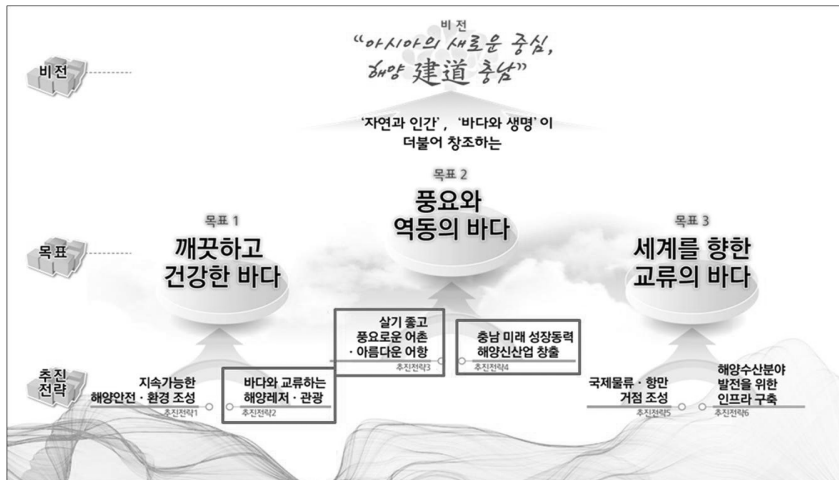 비전
비 전
“아시아의 새로운 중심,
해양 建道 충남”
‘자연과 인간’, ‘바다와 생명’이
더불어 창조하는
목표
목표 1
깨끗하고
건강한 바다
목표 2
풍요와
역동의 바다
목표 3
세계를 향한
교류의 바다
추진
전략
지속가능한
해양안전 · 환경 조성
추진전략1
바다와 교류하는
해양레저 · 관광
추진전략2
살기 좋고
풍요로운 어촌
· 아름다운 어항
추진전략3
충남 미래 성장동력
해양신산업 창출
추진전략4
국제물류 · 항만
거점 조성
추진전략5
해양수산분야
발전을 위한
인프라 구축
추진전략6